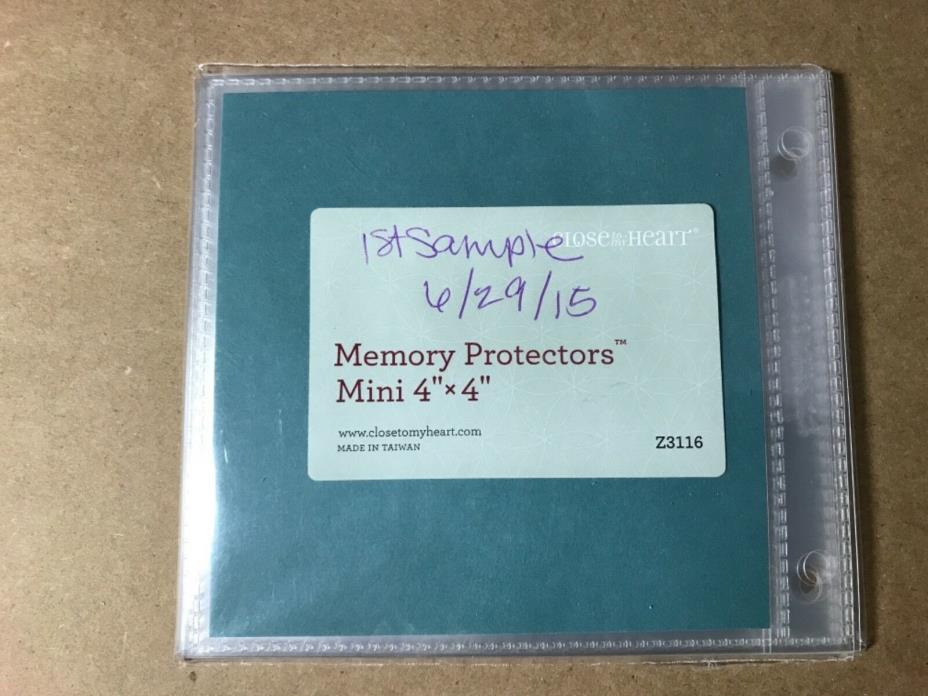 1st Sample
CLOSE to my HEART®
6/29/15
Memory Protectors™
Mini 4"×4"
www.closetomyheart.com
MADE IN TAIWAN
Z3116